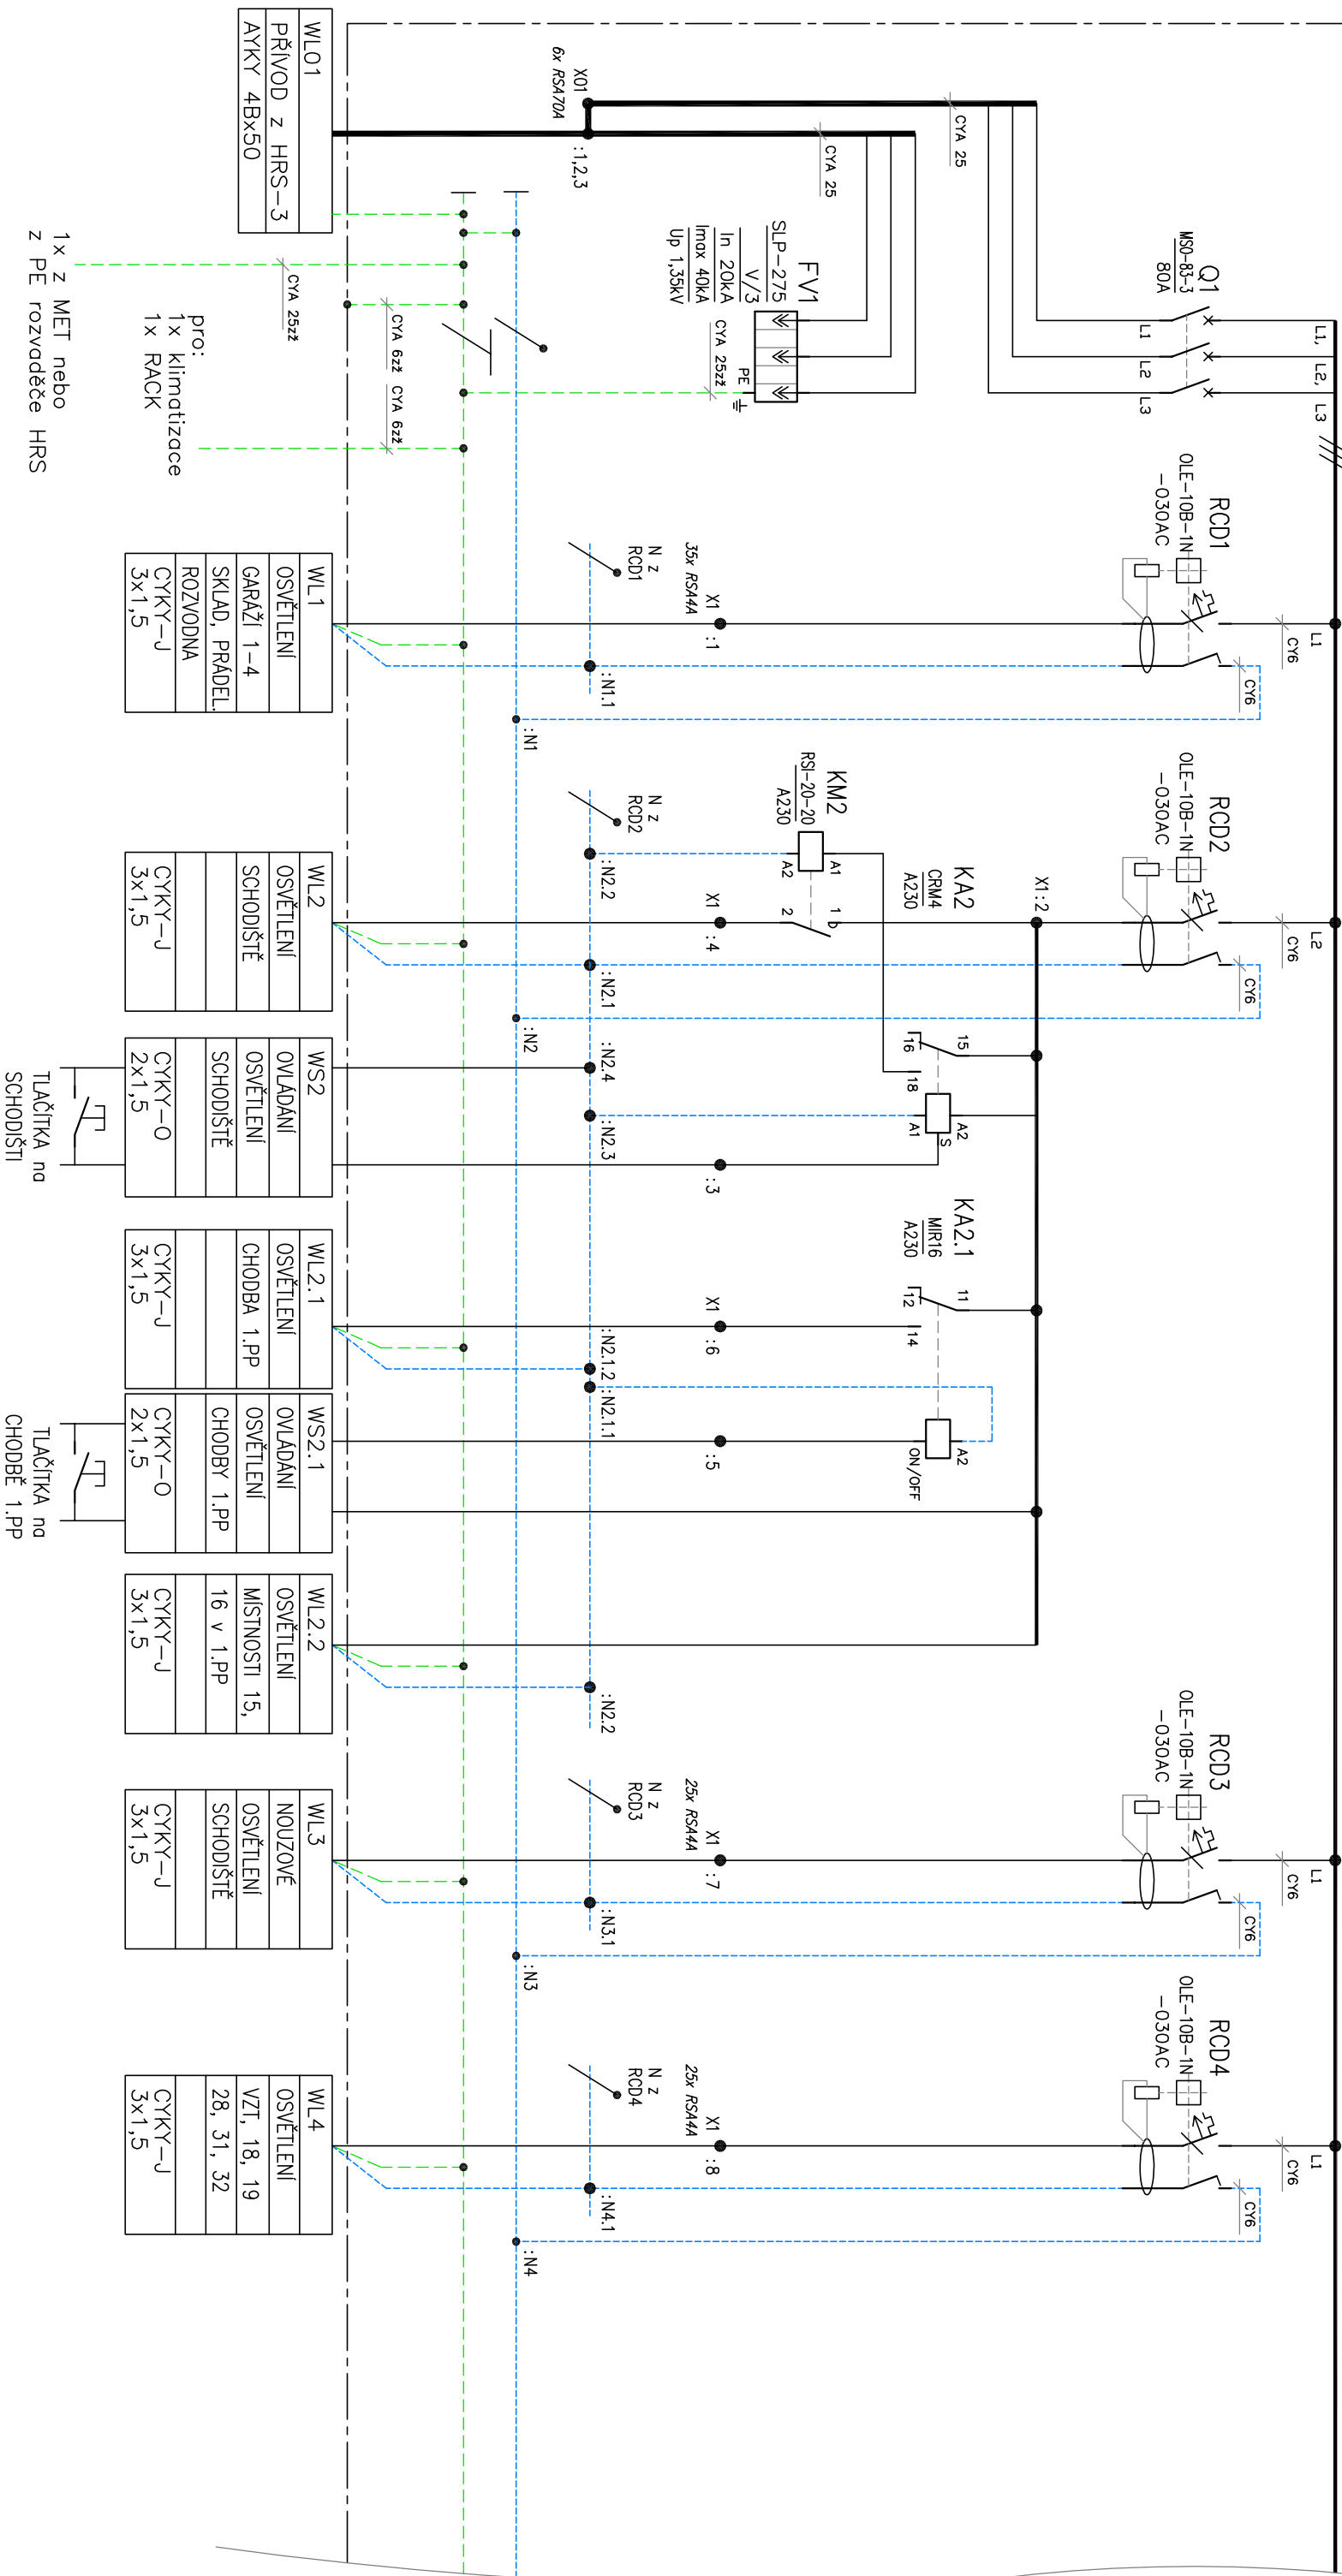 WL01
PŘÍVOD z HRS-3
AYKY 4Bx50
1x z MET nebo
z PE rozvaděče HRS
pro:
1x klimatizace
1x RACK
CYA 25zž
CYA 6zž
CYA 6zž
X01
6x RSA70A
:1,2,3
CYA 25
CYA 25
FV1
SLP-275
V/3
In 20kA
Imax 40kA
Up 1,35kV
CYA 25zž
PE
Q1
MSO-83-3
80A
L1
L2
L3
L1,
L2,
L3
RCD1
OLE-10B-1N
-030AC
L1
CY6
CY6
N z
RCD1
35x RSA4A
X1
:1
:N1.1
:N1
WL1
OSVĚTLENÍ
GARÁŽÍ 1-4
SKLAD, PRÁDEL.
ROZVODNA
CYKY-J
3x1,5
RCD2
OLE-10B-1N
-030AC
L2
CY6
CY6
X1:2
KM2
RSI-20-20
A230
A1
A2
1
2
KA2
CRM4
A230
15
16
18
A2
A1
S
N z
RCD2
:N2.2
X1
:4
:N2.1
:N2
:N2.4
:N2.3
:3
WL2
OSVĚTLENÍ
SCHODIŠTĚ
CYKY-J
3x1,5
WS2
OVLÁDÁNÍ
OSVĚTLENÍ
SCHODIŠTĚ
CYKY-O
2x1,5
TLAČÍTKA na
SCHODIŠTI
KA2.1
MIR16
A230
11
12
14
A2
ON/OFF
X1
:6
:N2.1.2
:N2.1.1
:5
WL2.1
OSVĚTLENÍ
CHODBA 1.PP
CYKY-J
3x1,5
WS2.1
OVLÁDÁNÍ
OSVĚTLENÍ
CHODBY 1.PP
CYKY-O
2x1,5
TLAČÍTKA na
CHODBĚ 1.PP
WL2.2
OSVĚTLENÍ
MÍSTNOSTI 15,
16 v 1.PP
CYKY-J
3x1,5
:N2.2
RCD3
OLE-10B-1N
-030AC
L1
CY6
CY6
N z
RCD3
25x RSA4A
X1
:7
:N3.1
:N3
WL3
NOUZOVÉ
OSVĚTLENÍ
SCHODIŠTĚ
CYKY-J
3x1,5
RCD4
OLE-10B-1N
-030AC
L1
CY6
CY6
N z
RCD4
25x RSA4A
X1
:8
:N4.1
:N4
WL4
OSVĚTLENÍ
VZT, 18, 19
28, 31, 32
CYKY-J
3x1,5